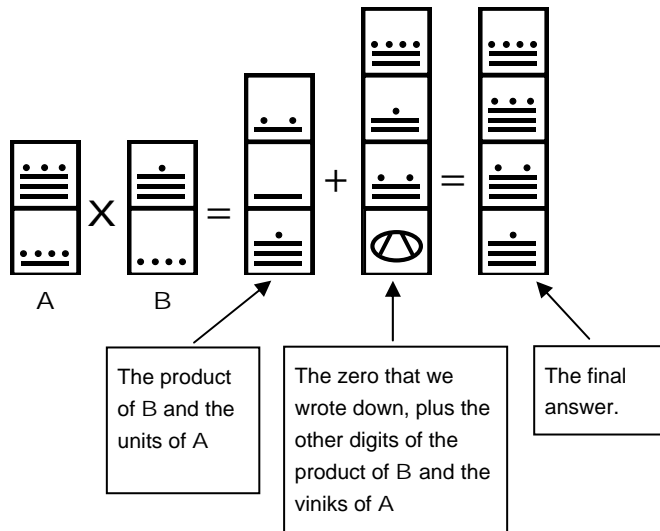 X
=
+
=
A
B
The product
of B and the
units of A
The zero that we
wrote down, plus the
other digits of the
product of B and the
viniks of A
The final
answer.